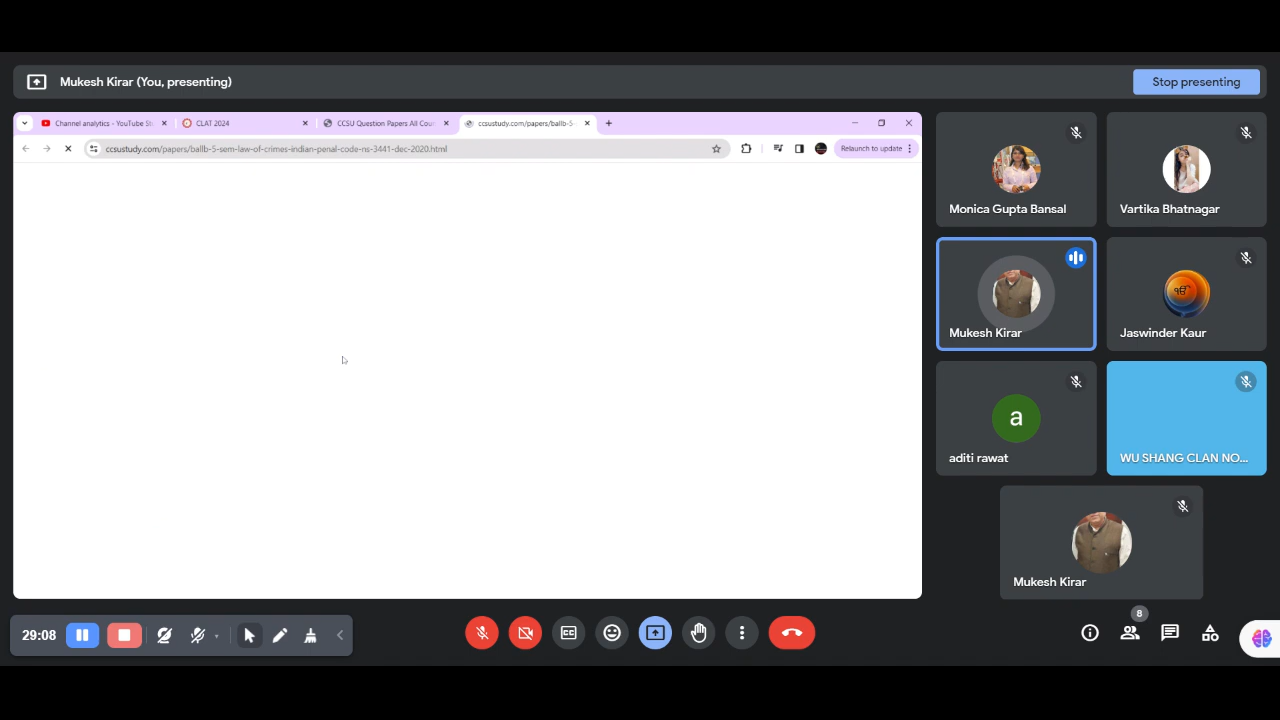 Mukesh Kirar (You, presenting)
Stop presenting
Channel analytics - YouTube St
CLAT 2024
CCSU Question Papers All Cou
ccsustudy.com/papers/ballb-5-
ccsustudy.com/papers/ballb-5-sem-law-of-crimes-indian-penal-code-ns-3441-dec-2020.html
Relaunch to update
Monica Gupta Bansal
Vartika Bhatnagar
Mukesh Kirar
Jaswinder Kaur
a
aditi rawat
WU SHANG CLAN NO...
Mukesh Kirar
29:08
CC
8